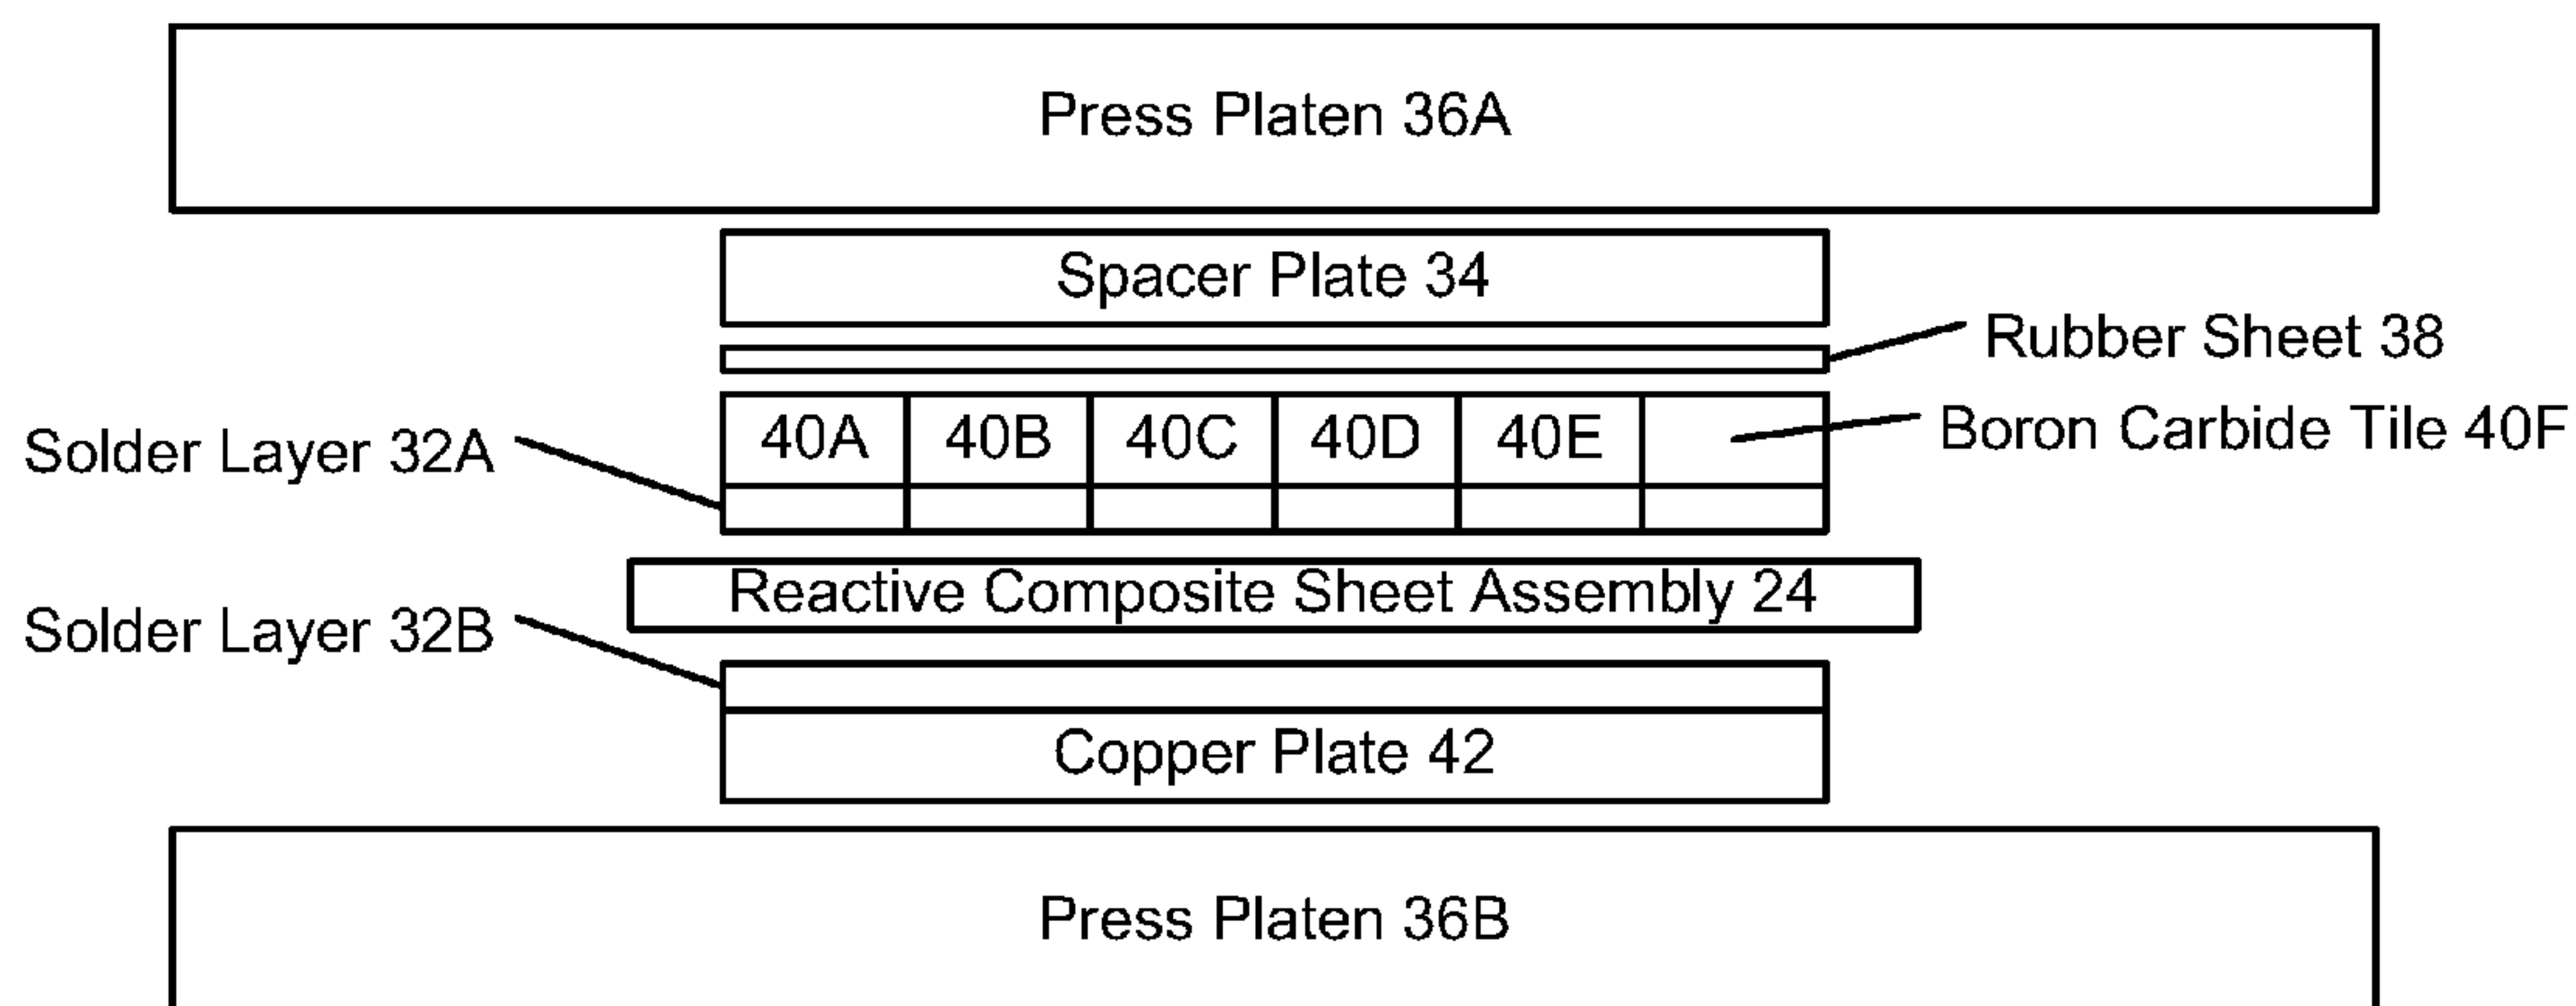 Press Platen 36A
Spacer Plate 34
Rubber Sheet 38
40A 40B 40C 40D 40E
Boron Carbide Tile 40F
Solder Layer 32A
Reactive Composite Sheet Assembly 24
Solder Layer 32B
Copper Plate 42
Press Platen 36B